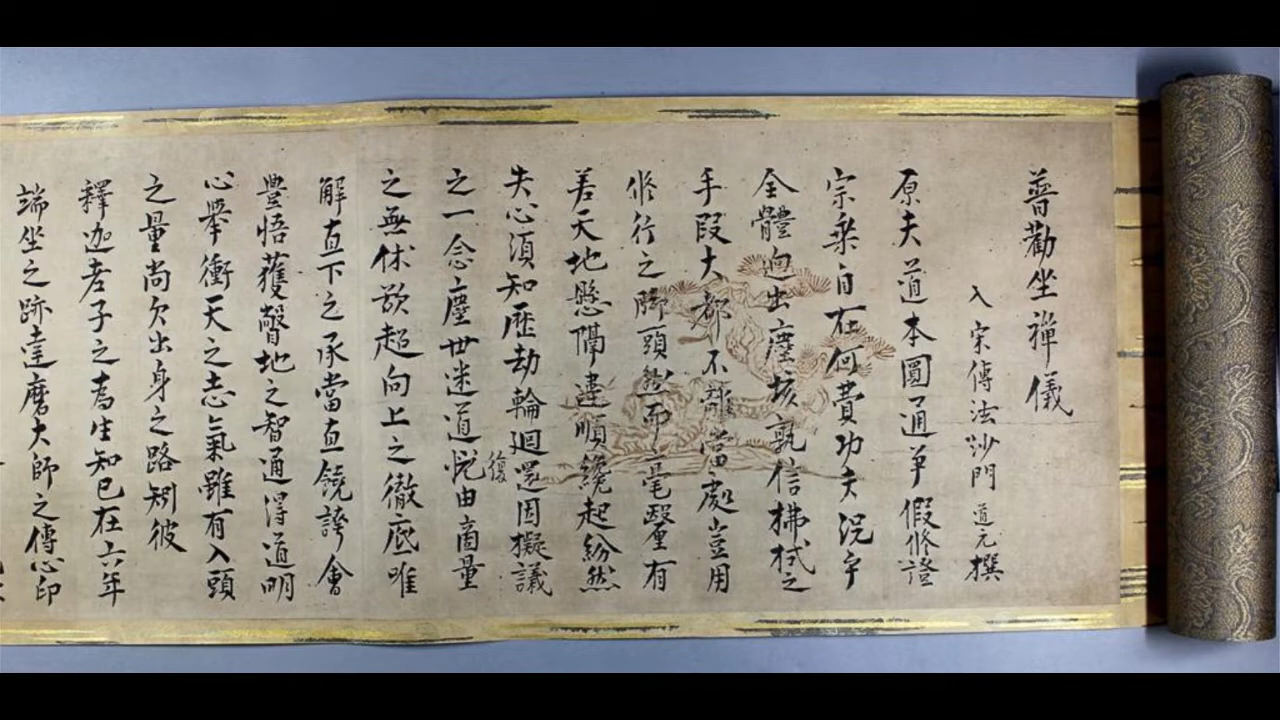 普勸坐禪儀
入宋傳法沙門 道元撰
原夫道本圓通爭假修證
宗乘自在何費功夫況乎
全體逈出塵埃孰信拂拭之
手段大都不離當處豈用
修行之脚頭然而毫釐有
差天地懸隔違順纔起紛然
失心須知歷劫輪廻還因擬議
之一念塵世迷道復由商量
之無休欲超向上之徹底唯
解直下之承當直饒誇會
豐悟獲瞥地之智通得道明
心擧衝天之志氣雖有入頭
之量尚欠出身之路矧彼
釋迦老子之爲生知已在六年
端坐之跡達磨大師之傳心印